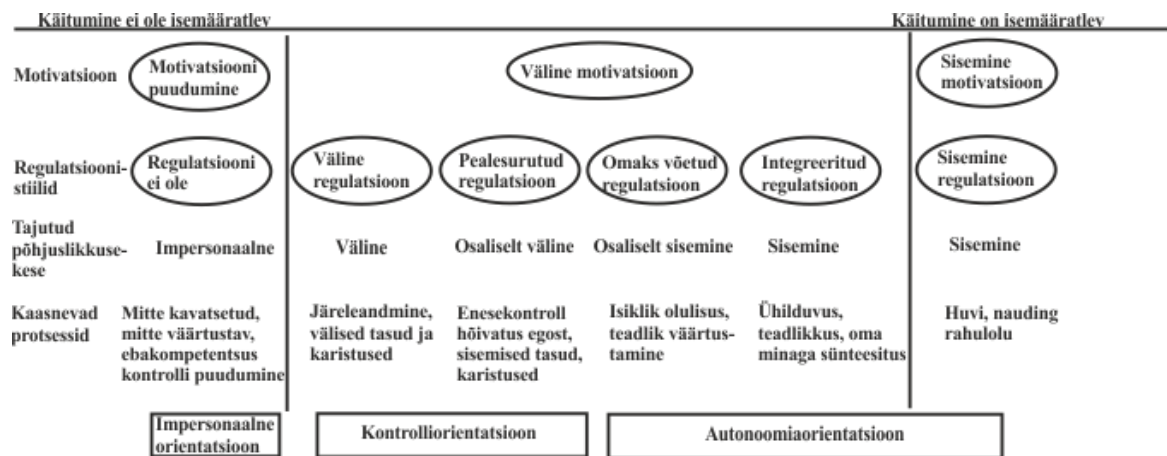 Käitumine ei ole isemääratlev
Käitumine on isemääratlev
Motivatsioon
Motivatsiooni
puudumine
Väline motivatsioon
Sisemine
motivatsioon
Regulatsiooni-
stiilid
Regulatsiooni
ei ole
Väline
regulatsioon
Pealesurutud
regulatsioon
Omaks võetud
regulatsioon
Integreeritud
regulatsioon
Sisemine
regulatsioon
Tajutud
põhjuslikkuse-
kese
Impersonaalne
Väline
Osaliselt väline
Osaliselt sisemine
Sisemine
Sisemine
Kaasnevad
protsessid
Mitte kavatsetud,
mitte väärtustav,
ebakompetentsus
kontrolli puudumine
Järeleandmine,
välised tasud ja
karistused
Enesekontroll
hõivatus egost,
sisemised tasud,
karistused
Isiklik olulisus,
teadlik väärtus-
tamine
Ühilduvus,
teadlikkus, oma
minaga sünteesitus
Huvi, nauding
rahulolu
Impersonaalne
orientatsioon
Kontrolliorientatsioon
Autonoomiaorientatsioon